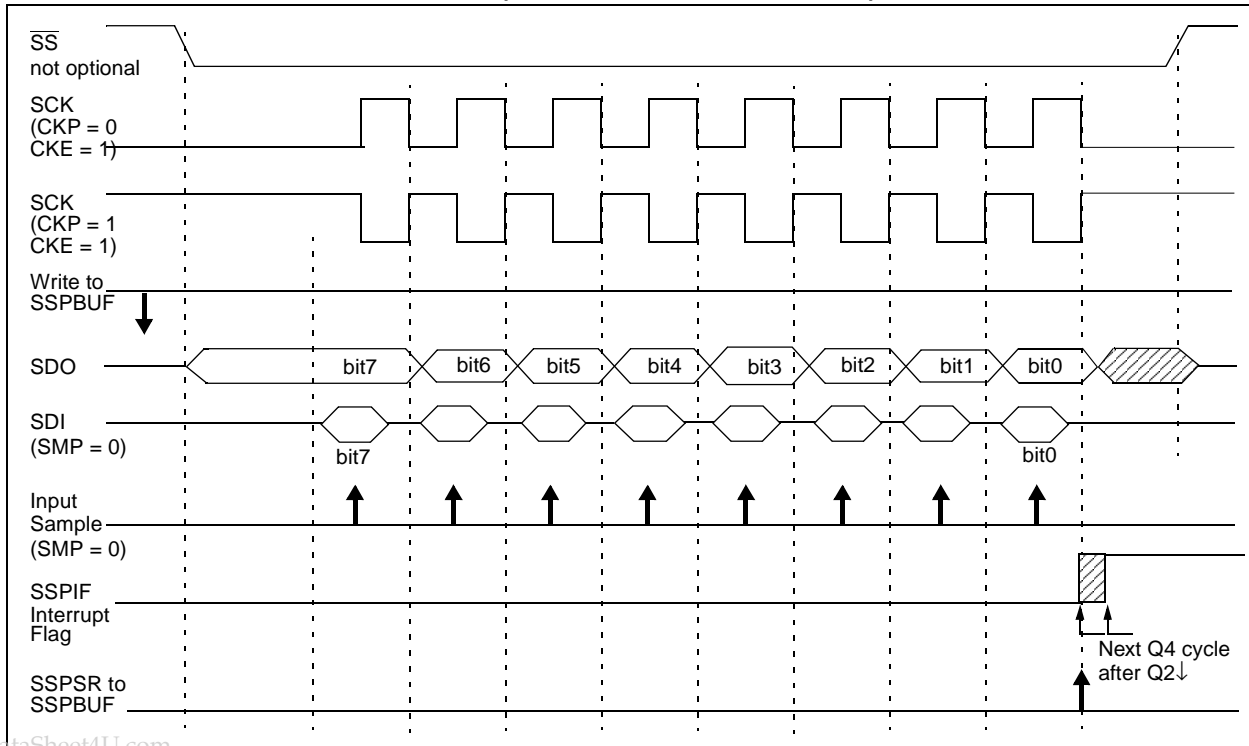 SS
not optional
SCK
(CKP = 0
CKE = 1)
SCK
(CKP = 1
CKE = 1)
Write to
SSPBUF
SDO
bit7 bit6 bit5 bit4 bit3 bit2 bit1 bit0
SDI
(SMP = 0)
bit7 bit0
Input
Sample
(SMP = 0)
SSPIF
Interrupt
Flag
Next Q4 cycle
after Q2↓
SSPSR to
SSPBUF
ataSheet4U.com